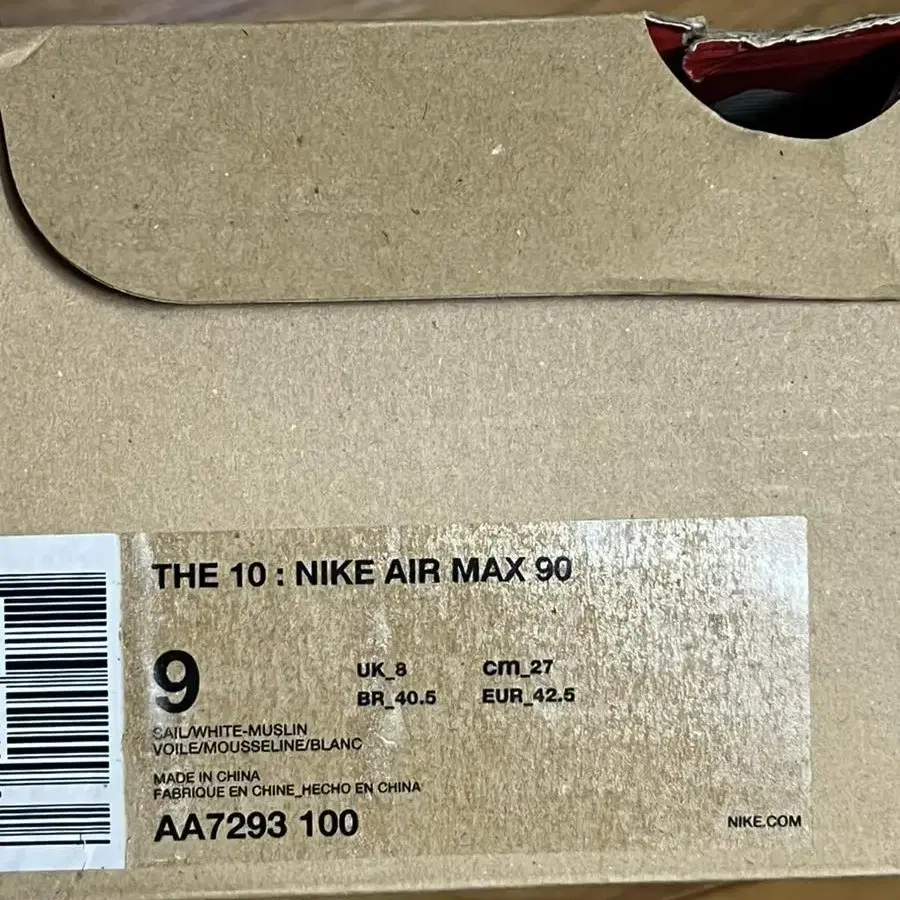 THE 10 : NIKE AIR MAX 90
9
UK_8 cm_27
BR_40.5 EUR_42.5
SAIL/WHITE-MUSLIN
VOILE/MOUSSELINE/BLANC
MADE IN CHINA
FABRIQUE EN CHINE_HECHO EN CHINA
AA7293 100
NIKE.COM